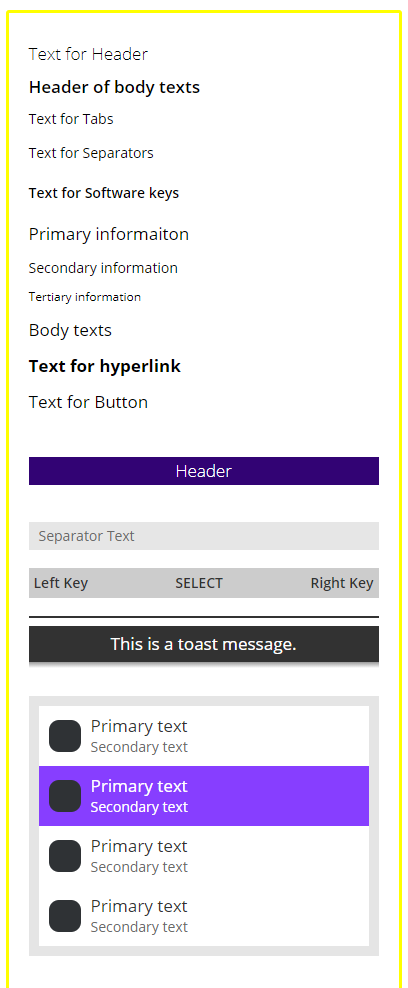 Text for Header
Header of body texts
Text for Tabs
Text for Separators
Text for Software keys
Primary informaiton
Secondary information
Tertiary information
Body texts
Text for hyperlink
Text for Button
Header
Separator Text
Left Key SELECT Right Key
This is a toast message.
Primary text
Secondary text
Primary text
Secondary text
Primary text
Secondary text
Primary text
Secondary text